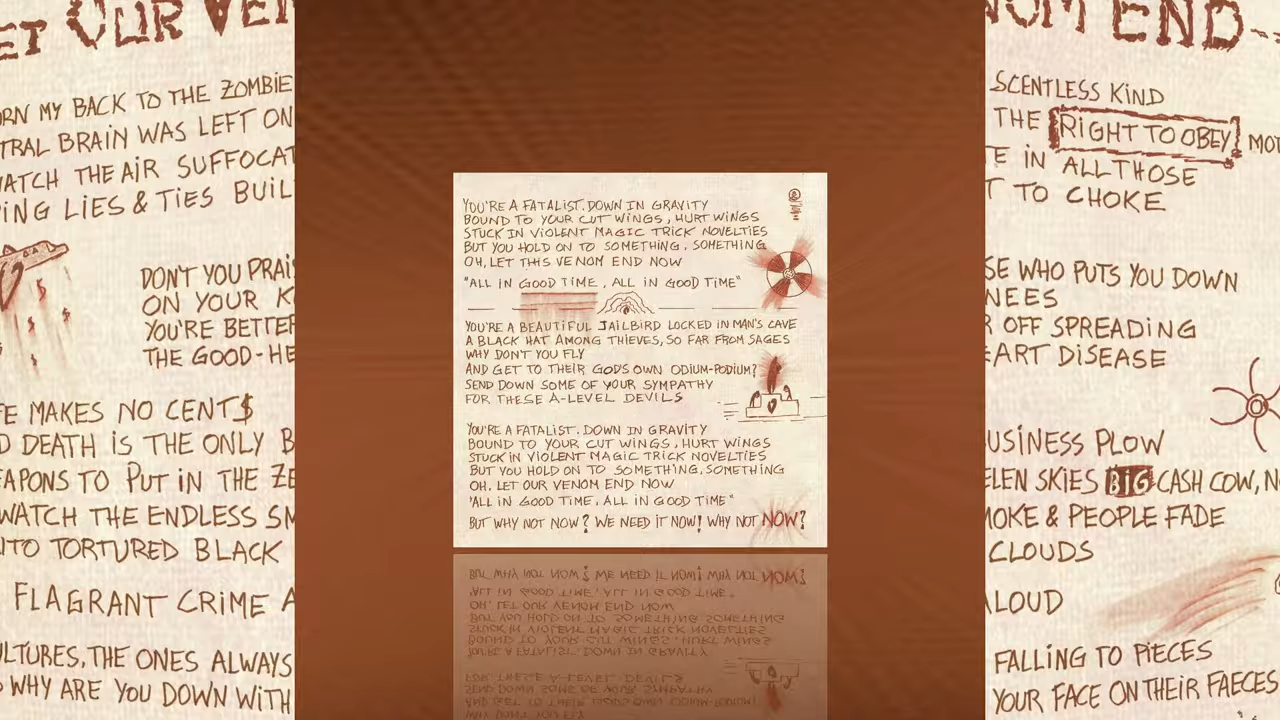 ET OUR VEN
RN MY BACK TO THE ZOMBIE
TRAL BRAIN WAS LEFT ON
ATCH THE AIR SUFFOCAT
ING LIES & TIES BUIL
DON'T YOU PRAI
ON YOUR K
YOU'RE BETTE
THE GOOD-HE
FE MAKES NO CENT$
D DEATH IS THE ONLY B
EAPONS TO PUT IN THE ZE
WATCH THE ENDLESS SM
NTO TORTURED BLACK
FLAGRANT CRIME A
ULTURES, THE ONES ALWAYS
WHY ARE YOU DOWN WITH
YOU'RE A FATALIST. DOWN IN GRAVITY
BOUND TO YOUR CUT WINGS, HURT WINGS
STUCK IN VIOLENT MAGIC TRICK NOVELTIES
BUT YOU HOLD ON TO SOMETHING, SOMETHING
OH, LET THIS VENOM END NOW
"ALL IN GOOD TIME, ALL IN GOOD TIME"
YOU'RE A BEAUTIFUL JAILBIRD LOCKED IN MAN'S CAVE
A BLACK HAT AMONG THIEVES, SO FAR FROM SAGES
WHY DON'T YOU FLY
AND GET TO THEIR GODS OWN ODIUM-PODIUM?
SEND DOWN SOME OF YOUR SYMPATHY
FOR THESE A-LEVEL DEVILS
YOU'RE A FATALIST. DOWN IN GRAVITY
BOUND TO YOUR CUT WINGS, HURT WINGS
STUCK IN VIOLENT MAGIC TRICK NOVELTIES
BUT YOU HOLD ON TO SOMETHING, SOMETHING
OH. LET OUR VENOM END NOW
'ALL IN GOOD TIME, ALL IN GOOD TIME"
BUT WHY NOT NOW? WE NEED IT NOW! WHY NOT NOW?
NOM END--
SCENTLESS KIND
THE RIGHT TO OBEY MO
E IN ALL THOSE
T TO CHOKE
SE WHO PUTS YOU DOWN
NEES
R OFF SPREADING
EART DISEASE
USINESS PLOW
ELEN SKIES BIG CASH COW, N
MOKE & PEOPLE FADE
CLOUDS
LOUD
FALLING TO PIECES
YOUR FACE ON THEIR FAECES